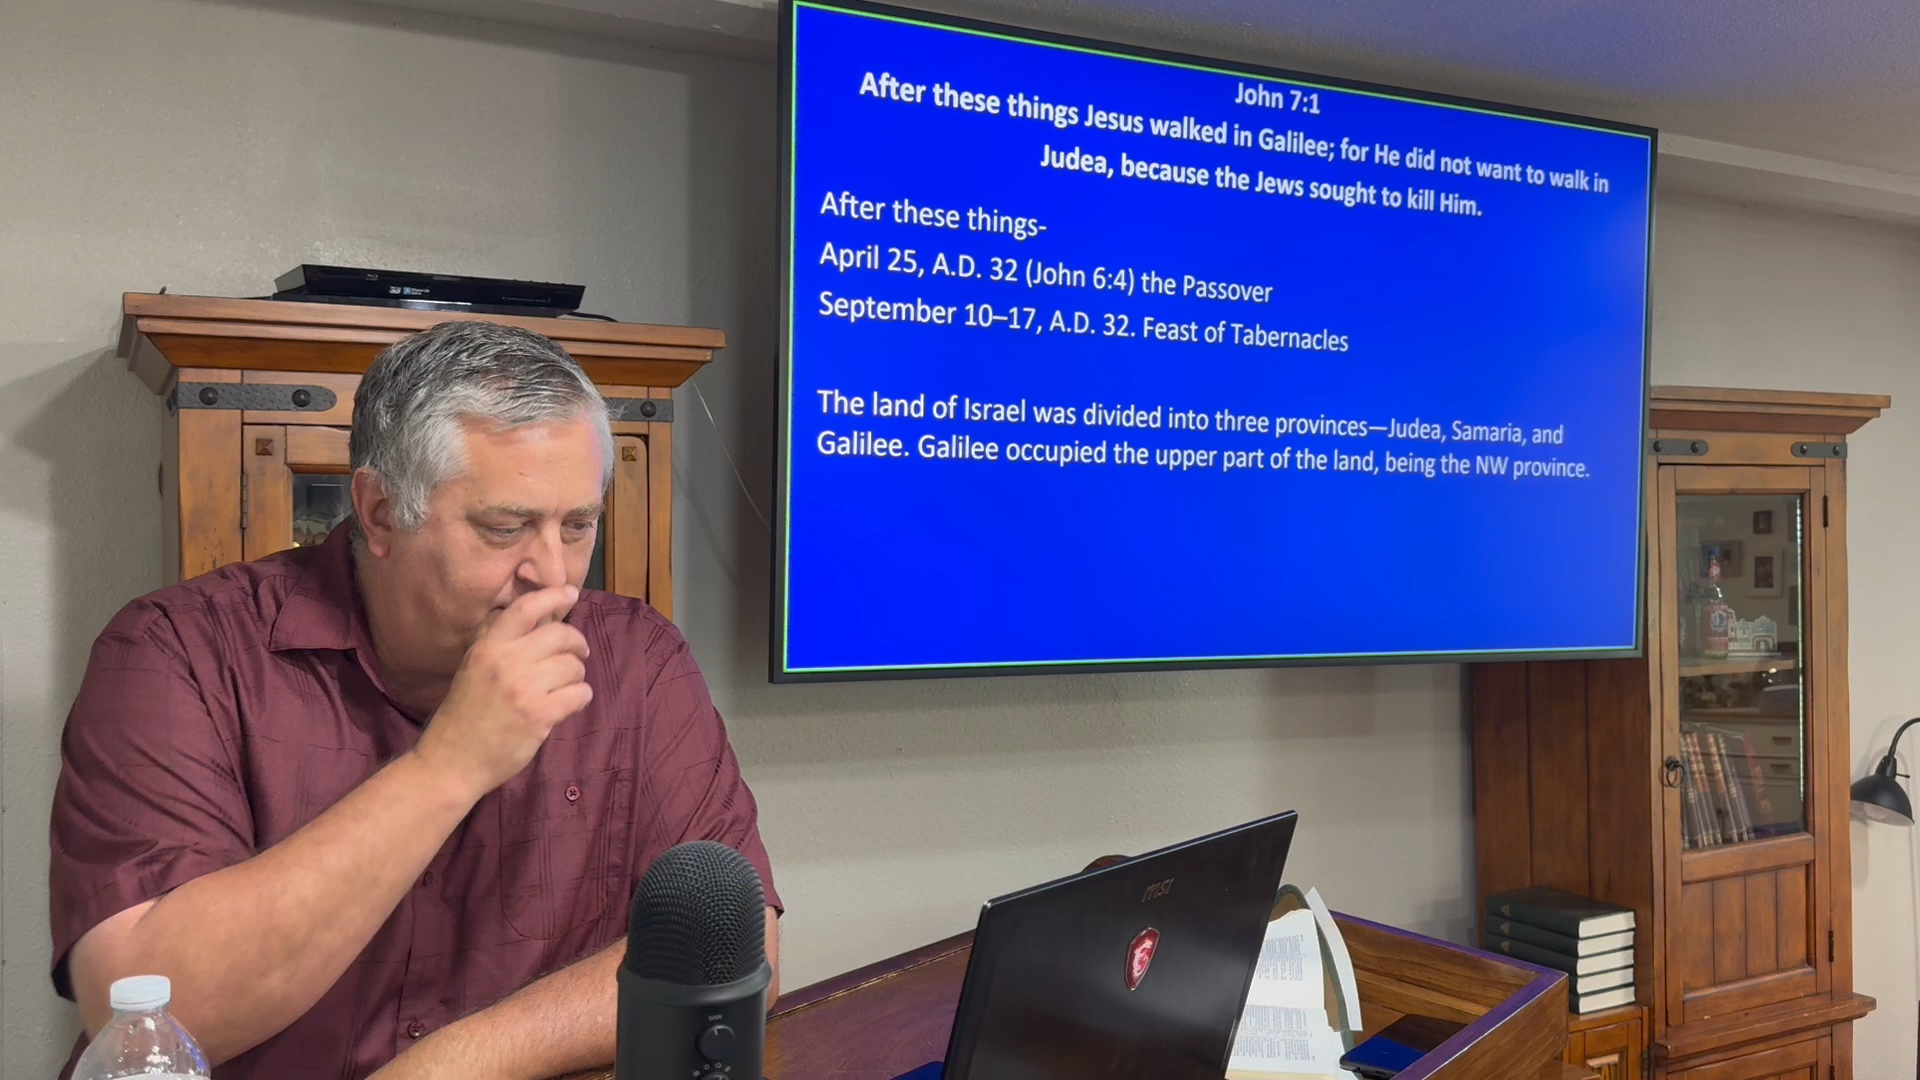 John 7:1
After these things Jesus walked in Galilee; for He did not want to walk in
Judea, because the Jews sought to kill Him.
After these things-
April 25, A.D. 32 (John 6:4) the Passover
September 10–17, A.D. 32. Feast of Tabernacles
The land of Israel was divided into three provinces—Judea, Samaria, and
Galilee. Galilee occupied the upper part of the land, being the NW province.
msi
GAIN